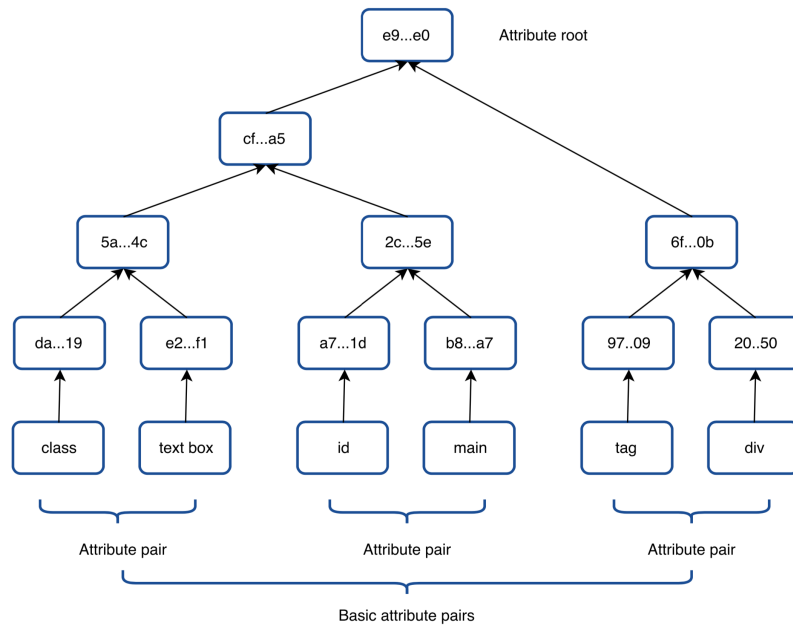 e9...e0
Attribute root
cf...a5
5a...4c
2c...5e
6f...0b
da...19
e2...f1
a7...1d
b8...a7
97..09
20..50
class
text box
id
main
tag
div
Attribute pair
Attribute pair
Attribute pair
Basic attribute pairs